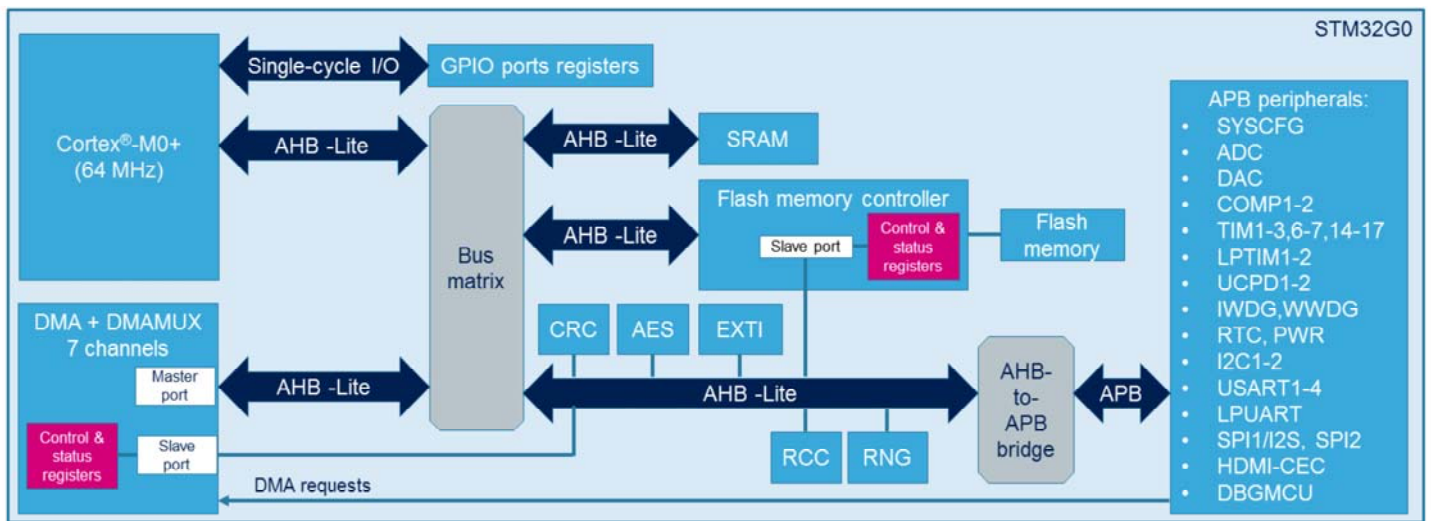 STM32G0
Cortex®-M0+
(64 MHz)
Single-cycle I/O
GPIO ports registers
AHB -Lite
Bus
matrix
AHB -Lite
SRAM
AHB -Lite
Flash memory controller
Slave port
Control &
status
registers
Flash
memory
DMA + DMAMUX
7 channels
Master
port
Control &
status
registers
Slave
port
AHB -Lite
CRC
AES
EXTI
AHB -Lite
RCC
RNG
AHB-
to-
APB
bridge
APB
DMA requests
APB peripherals:
• SYSCFG
• ADC
• DAC
• COMP1-2
• TIM1-3,6-7,14-17
• LPTIM1-2
• UCPD1-2
• IWDG,WWDG
• RTC, PWR
• I2C1-2
• USART1-4
• LPUART
• SPI1/I2S, SPI2
• HDMI-CEC
• DBGMCU